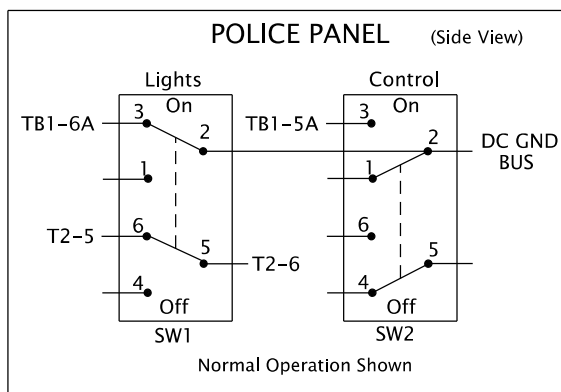 POLICE PANEL (Side View)
Lights Control
On On
TB1-6A 3 TB1-5A 3
2 2 DC GND
BUS
1 1
6 6
T2-5 5 T2-6 5
4 4
Off Off
SW1 SW2
Normal Operation Shown